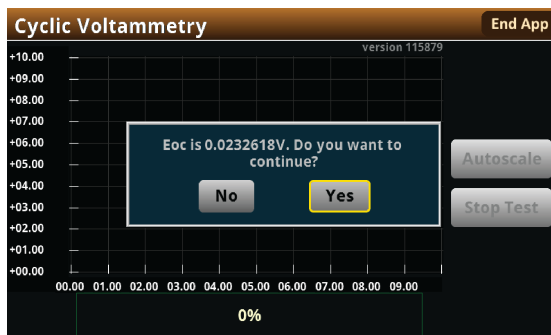 Cyclic Voltammetry
End App
version 115879
+10.00
+09.00
+08.00
+07.00
+06.00
+05.00
+04.00
+03.00
+02.00
+01.00
+00.00
Eoc is 0.0232618V. Do you want to
continue?
No
Yes
Autoscale
Stop Test
00.00 01.00 02.00 03.00 04.00 05.00 06.00 07.00 08.00 09.00
0%